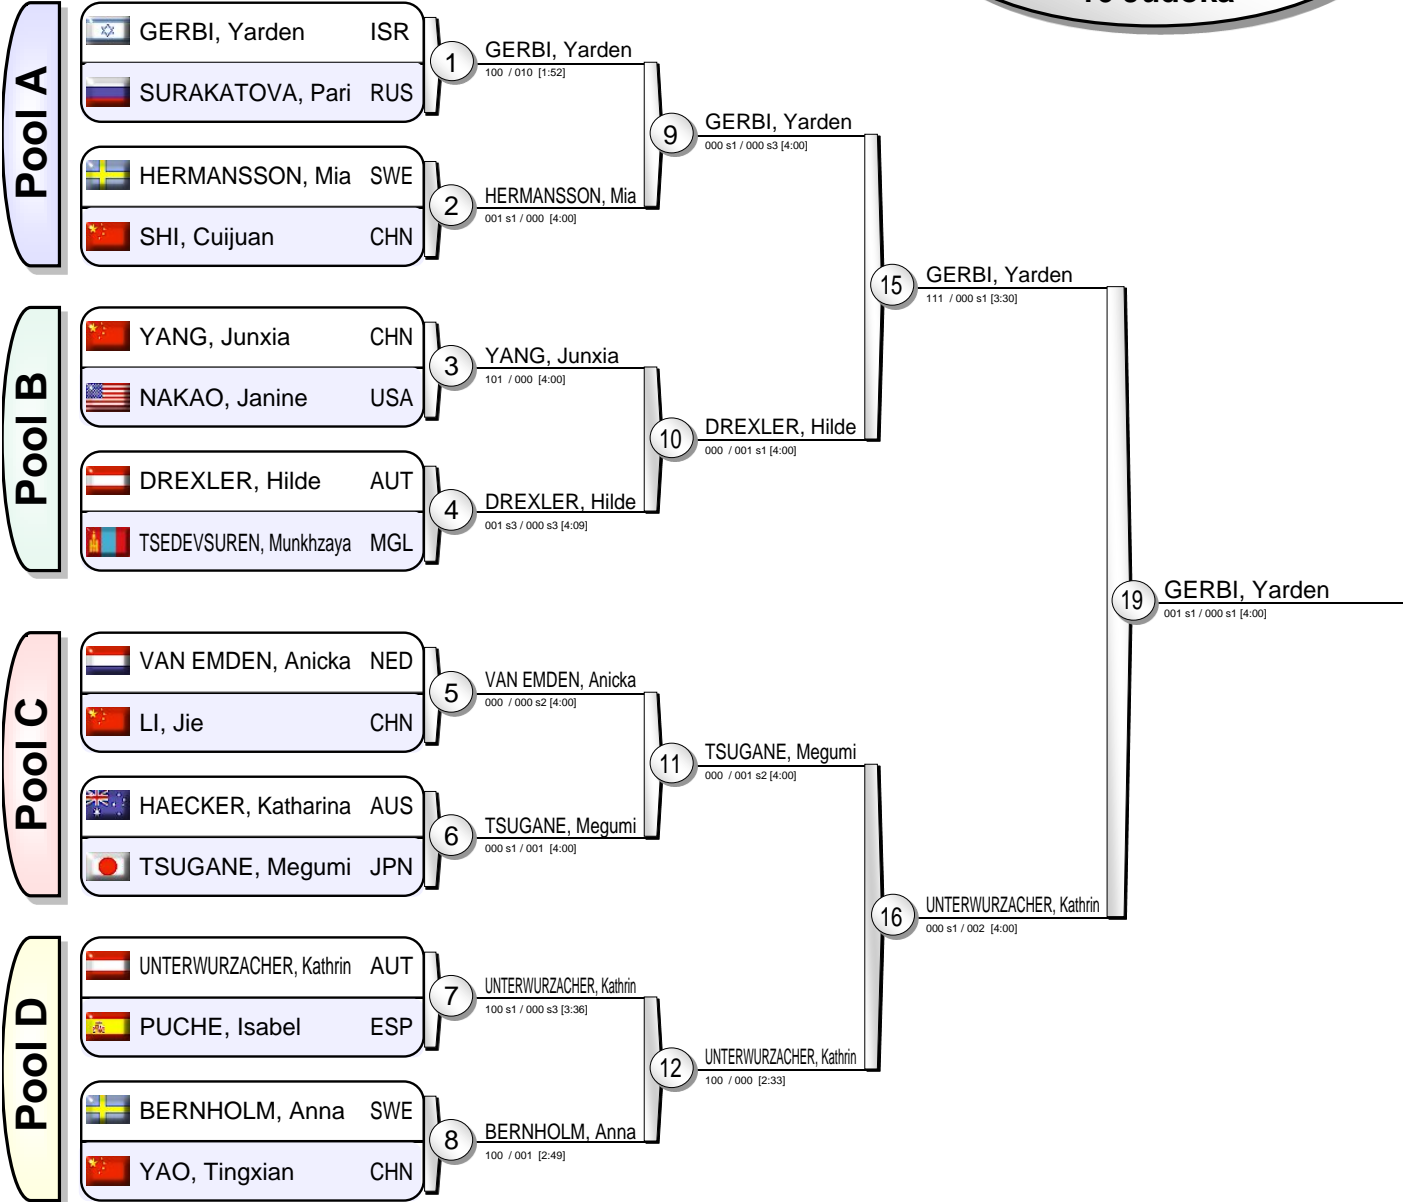 Judoka
Pool A
GERBI, Yarden ISR
SURAKATOVA, Pari RUS
HERMANSSON, Mia SWE
SHI, Cuijuan CHN
1
GERBI, Yarden
100 / 010 [1:52]
2
HERMANSSON, Mia
001 s1 / 000 [4:00]
9
GERBI, Yarden
000 s1 / 000 s3 [4:00]
Pool B
YANG, Junxia CHN
NAKAO, Janine USA
DREXLER, Hilde AUT
TSEDEVSUREN, Munkhzaya MGL
3
YANG, Junxia
101 / 000 [4:00]
4
DREXLER, Hilde
001 s3 / 000 s3 [4:09]
10
DREXLER, Hilde
000 / 001 s1 [4:00]
15
GERBI, Yarden
111 / 000 s1 [3:30]
Pool C
VAN EMDEN, Anicka NED
LI, Jie CHN
HAECKER, Katharina AUS
TSUGANE, Megumi JPN
5
VAN EMDEN, Anicka
000 / 000 s2 [4:00]
6
TSUGANE, Megumi
000 s1 / 001 [4:00]
11
TSUGANE, Megumi
000 / 001 s2 [4:00]
Pool D
UNTERWURZACHER, Kathrin AUT
PUCHE, Isabel ESP
BERNHOLM, Anna SWE
YAO, Tingxian CHN
7
UNTERWURZACHER, Kathrin
100 s1 / 000 s3 [3:36]
8
BERNHOLM, Anna
100 / 001 [2:49]
12
UNTERWURZACHER, Kathrin
100 / 000 [2:33]
16
UNTERWURZACHER, Kathrin
000 s1 / 002 [4:00]
19
GERBI, Yarden
001 s1 / 000 s1 [4:00]